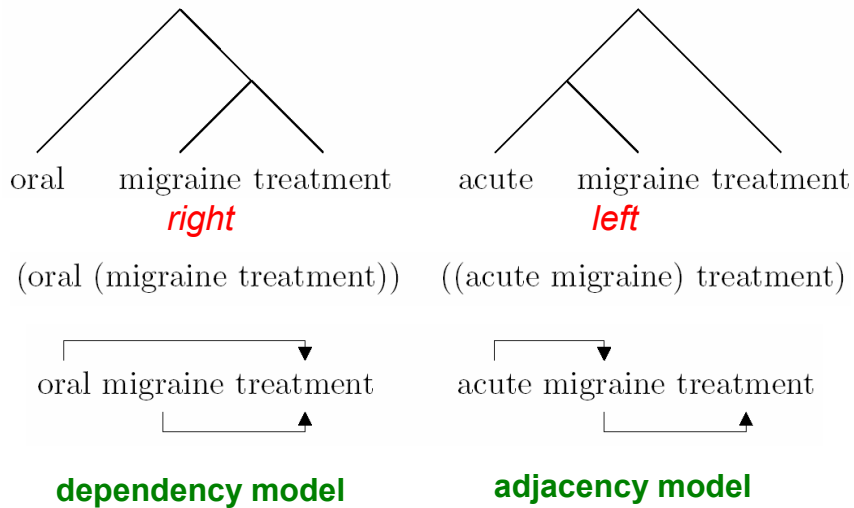 oral migraine treatment
right
(oral (migraine treatment))
oral migraine treatment
dependency model
acute migraine treatment
left
((acute migraine) treatment)
acute migraine treatment
adjacency model